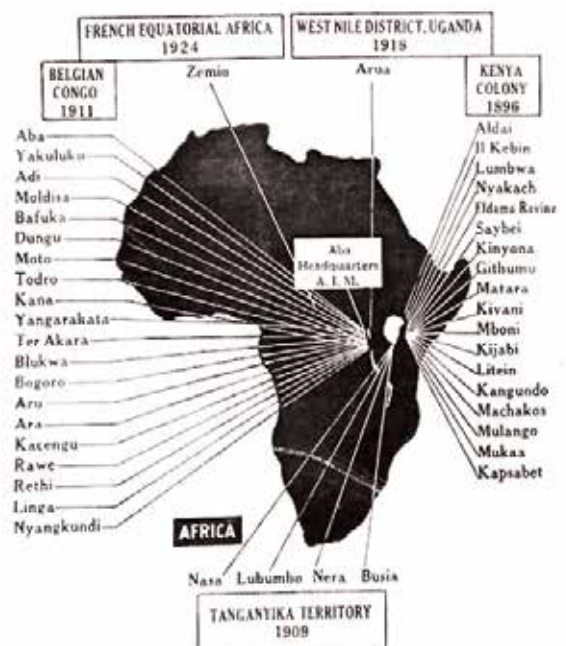 FRENCH EQUATORIAL AFRICA
1924
WEST NILE DISTRICT, UGANDA
1918
Zemio
Arua
BELGIAN
CONGO
1911
KENYA
COLONY
1896
Aba
Yakuluku
Adi
Moldisa
Bafuka
Dungu
Moto
Todro
Kana
Yangarakata
Ter Akara
Blukwa
Bogoro
Aru
Ara
Kacengu
Rawe
Rethi
Linga
Nyangkundi
Aba
Headquarters
A. I. M.
Aldai
Il Kebin
Lumbwa
Nyakach
Eldama Ravine
Saybei
Kinyona
Githumu
Matara
Kivani
Mboni
Kijabi
Litein
Kangundo
Machakos
Mulango
Mukaa
Kapsabet
AFRICA
Nasa Lubumbo Nera Busia
TANGANYIKA TERRITORY
1909